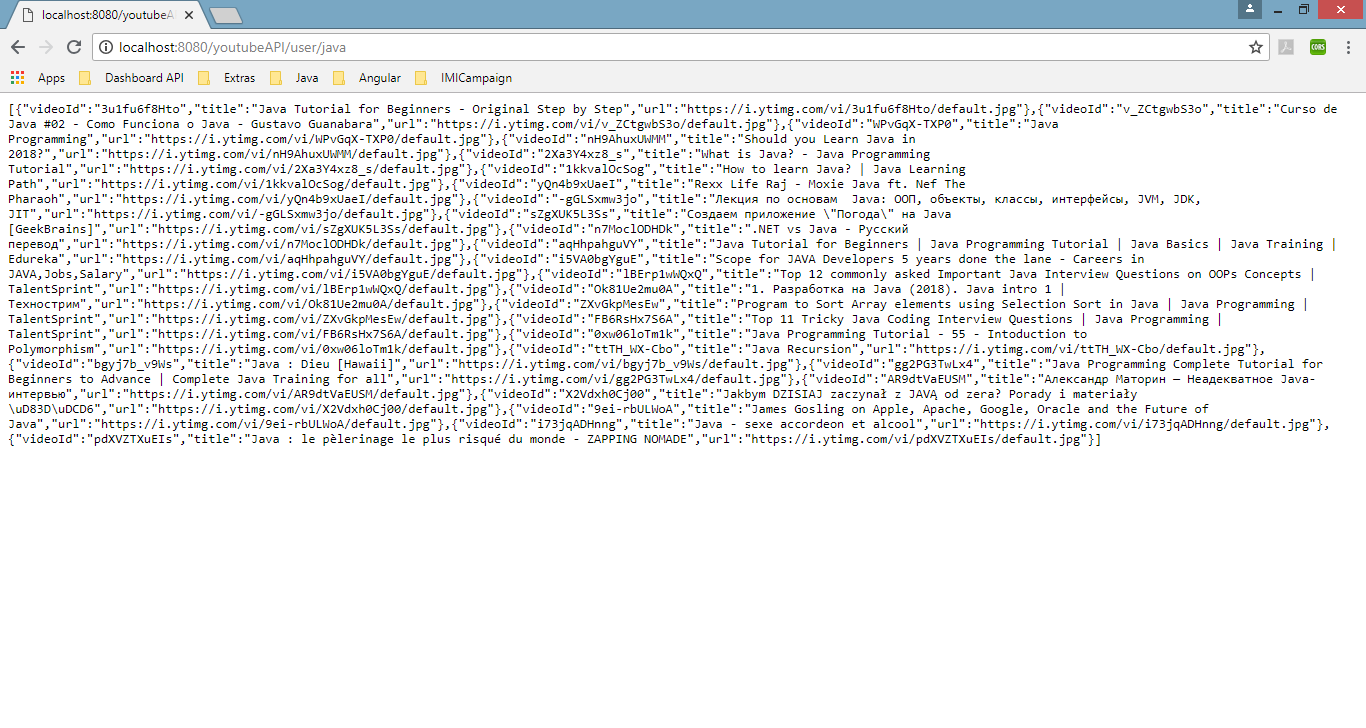 localhost:8080/youtubeA
localhost:8080/youtubeAPI/user/java
CORS
Apps Dashboard API Extras Java Angular IMICampaign
[{"videoId":"3u1fu6f8Hto","title":"Java Tutorial for Beginners - Original Step by Step","url":"https://i.ytimg.com/vi/3u1fu6f8Hto/default.jpg"},{"videoId":"v_ZCtgwbS3o","title":"Curso de
Java #02 - Como Funciona o Java - Gustavo Guanabara","url":"https://i.ytimg.com/vi/v_ZCtgwbS3o/default.jpg"},{"videoId":"WPvGqX-TXP0","title":"Java
Programming","url":"https://i.ytimg.com/vi/WPvGqX-TXP0/default.jpg"},{"videoId":"nH9AhuxUWMM","title":"Should you Learn Java in
2018?","url":"https://i.ytimg.com/vi/nH9AhuxUWMM/default.jpg"},{"videoId":"2Xa3Y4xz8_s","title":"What is Java? - Java Programming
Tutorial","url":"https://i.ytimg.com/vi/2Xa3Y4xz8_s/default.jpg"},{"videoId":"1kkvalOcSog","title":"How to learn Java? | Java Learning
Path","url":"https://i.ytimg.com/vi/1kkvalOcSog/default.jpg"},{"videoId":"yQn4b9xUaeI","title":"Rexx Life Raj - Moxie Java ft. Nef The
Pharaoh","url":"https://i.ytimg.com/vi/yQn4b9xUaeI/default.jpg"},{"videoId":"-gGLSxmw3jo","title":"Лекция по основам  Java: ООП, объекты, классы, интерфейсы, JVM, JDK,
JIT","url":"https://i.ytimg.com/vi/-gGLSxmw3jo/default.jpg"},{"videoId":"sZgXUK5L3Ss","title":"Создаем приложение \"Погода\" на Java
[GeekBrains]","url":"https://i.ytimg.com/vi/sZgXUK5L3Ss/default.jpg"},{"videoId":"n7MoclODHDk","title":".NET vs Java - Русский
перевод","url":"https://i.ytimg.com/vi/n7MoclODHDk/default.jpg"},{"videoId":"aqHhpahguVY","title":"Java Tutorial for Beginners | Java Programming Tutorial | Java Basics | Java Training |
Edureka","url":"https://i.ytimg.com/vi/aqHhpahguVY/default.jpg"},{"videoId":"i5VA0bgYguE","title":"Scope for JAVA Developers 5 years done the lane - Careers in
JAVA,Jobs,Salary","url":"https://i.ytimg.com/vi/i5VA0bgYguE/default.jpg"},{"videoId":"lBErp1wWQxQ","title":"Top 12 commonly asked Important Java Interview Questions on OOPs Concepts |
TalentSprint","url":"https://i.ytimg.com/vi/lBErp1wWQxQ/default.jpg"},{"videoId":"Ok81Ue2mu0A","title":"1. Разработка на Java (2018). Java intro 1 |
Технострим","url":"https://i.ytimg.com/vi/Ok81Ue2mu0A/default.jpg"},{"videoId":"ZXvGkpMesEw","title":"Program to Sort Array elements using Selection Sort in Java | Java Programming |
TalentSprint","url":"https://i.ytimg.com/vi/ZXvGkpMesEw/default.jpg"},{"videoId":"FB6RsHx7S6A","title":"Top 11 Tricky Java Coding Interview Questions | Java Programming |
TalentSprint","url":"https://i.ytimg.com/vi/FB6RsHx7S6A/default.jpg"},{"videoId":"0xw06loTm1k","title":"Java Programming Tutorial - 55 - Intoduction to
Polymorphism","url":"https://i.ytimg.com/vi/0xw06loTm1k/default.jpg"},{"videoId":"ttTH_WX-Cbo","title":"Java Recursion","url":"https://i.ytimg.com/vi/ttTH_WX-Cbo/default.jpg"},
{"videoId":"bgyj7b_v9Ws","title":"Java : Dieu [Hawaii]","url":"https://i.ytimg.com/vi/bgyj7b_v9Ws/default.jpg"},{"videoId":"gg2PG3TwLx4","title":"Java Programming Complete Tutorial for
Beginners to Advance | Complete Java Training for all","url":"https://i.ytimg.com/vi/gg2PG3TwLx4/default.jpg"},{"videoId":"AR9dtVaEUSM","title":"Александр Маторин — Неадекватное Java-
интервью","url":"https://i.ytimg.com/vi/AR9dtVaEUSM/default.jpg"},{"videoId":"X2Vdxh0Cj00","title":"Jakbym DZISIAJ zaczynał z JAVĄ od zera? Porady i materiały
\uD83D\uDCD6","url":"https://i.ytimg.com/vi/X2Vdxh0Cj00/default.jpg"},{"videoId":"9ei-rbULWoA","title":"James Gosling on Apple, Apache, Google, Oracle and the Future of
Java","url":"https://i.ytimg.com/vi/9ei-rbULWoA/default.jpg"},{"videoId":"i73jqADHnng","title":"Java - sexe accordeon et alcool","url":"https://i.ytimg.com/vi/i73jqADHnng/default.jpg"},
{"videoId":"pdXVZTXuEIs","title":"Java : le pèlerinage le plus risqué du monde - ZAPPING NOMADE","url":"https://i.ytimg.com/vi/pdXVZTXuEIs/default.jpg"}]